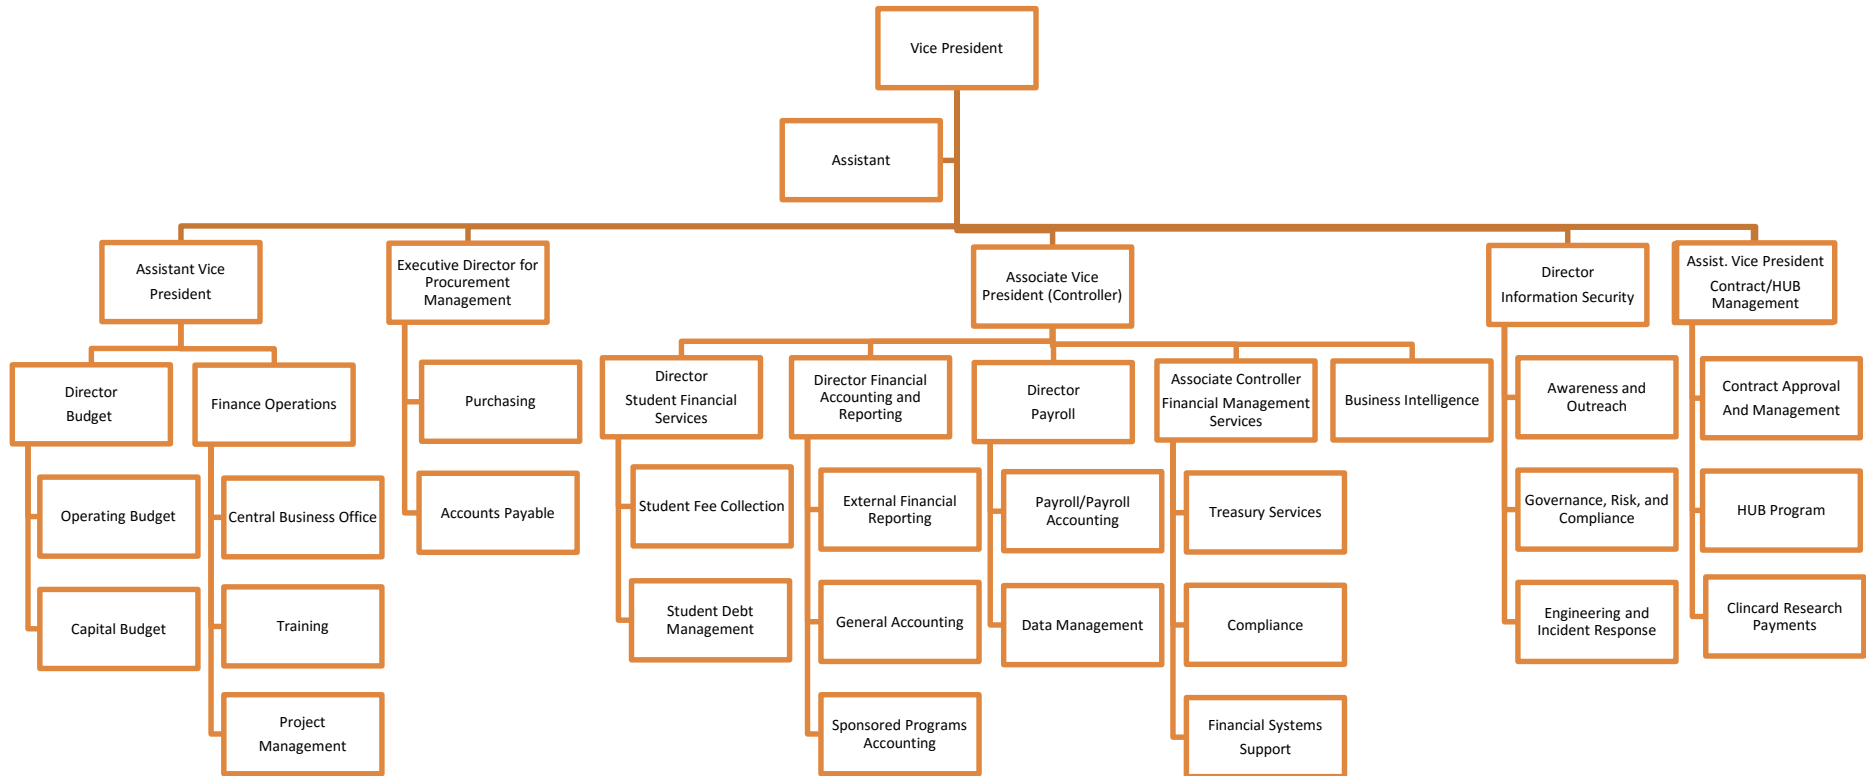 Vice President
Assistant
Assistant Vice
President
Executive Director for
Procurement
Management
Associate Vice
President (Controller)
Director
Information Security
Assist. Vice President
Contract/HUB
Management
Director
Budget
Finance Operations
Purchasing
Director
Student Financial
Services
Director Financial
Accounting and
Reporting
Director
Payroll
Associate Controller
Financial Management
Services
Business Intelligence
Awareness and
Outreach
Contract Approval
And Management
Operating Budget
Central Business Office
Accounts Payable
Student Fee Collection
External Financial
Reporting
Payroll/Payroll
Accounting
Treasury Services
Governance, Risk, and
Compliance
HUB Program
Capital Budget
Training
Student Debt
Management
General Accounting
Data Management
Compliance
Engineering and
Incident Response
Clincard Research
Payments
Project
Management
Sponsored Programs
Accounting
Financial Systems
Support